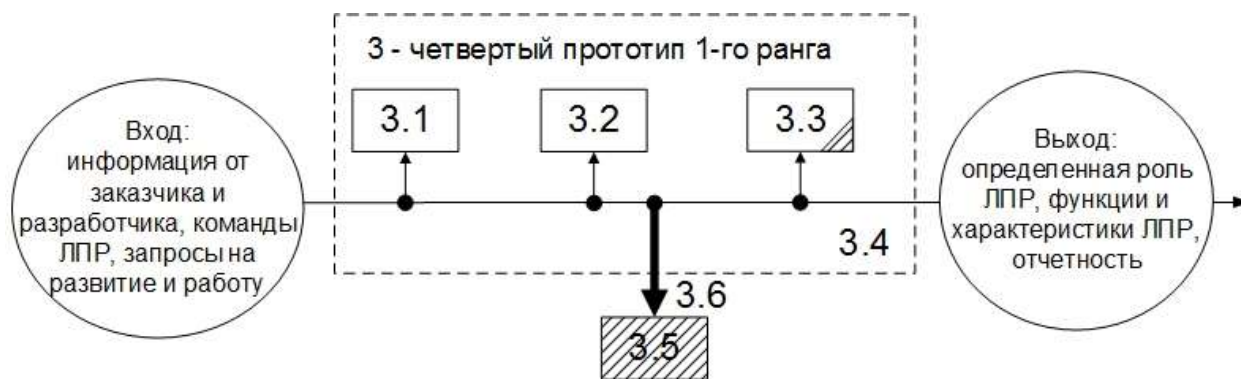 3 - четвертый прототип 1-го ранга
3.1
3.2
3.3
Вход:
информация от
заказчика и
разработчика, команды
ЛПР, запросы на
развитие и работу
Выход:
определенная роль
ЛПР, функции и
характеристики ЛПР,
отчетность
3.4
3.6
3.5